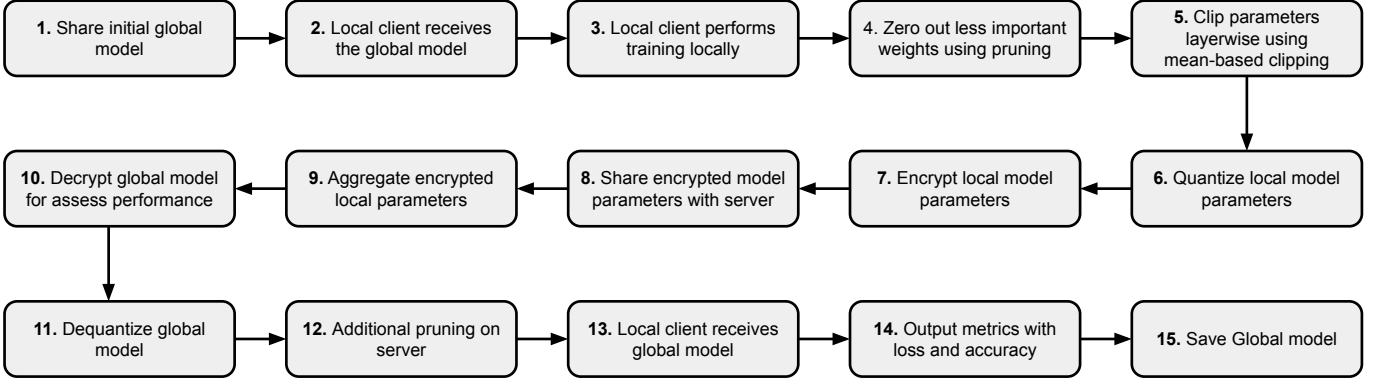 1. Share initial global
model
2. Local client receives
the global model
3. Local client performs
training locally
4. Zero out less important
weights using pruning
5. Clip parameters
layerwise using
mean-based clipping
10. Decrypt global model
for assess performance
9. Aggregate encrypted
local parameters
8. Share encrypted model
parameters with server
7. Encrypt local model
parameters
6. Quantize local model
parameters
11. Dequantize global
model
12. Additional pruning on
server
13. Local client receives
global model
14. Output metrics with
loss and accuracy
15. Save Global model